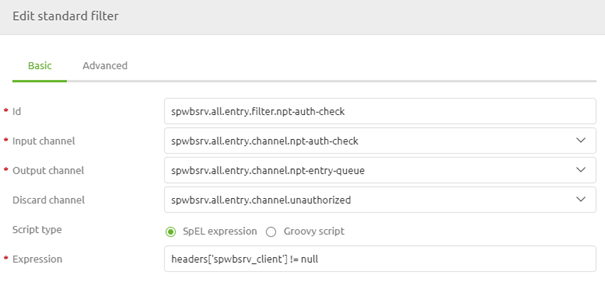 Edit standard filter
Basic Advanced
* Id spwbsrv.all.entry.filter.npt-auth-check
* Input channel spwbsrv.all.entry.channel.npt-auth-check
* Output channel spwbsrv.all.entry.channel.npt-entry-queue
Discard channel spwbsrv.all.entry.channel.unauthorized
Script type SpEL expression Groovy script
* Expression headers['spwbsrv_client'] != null